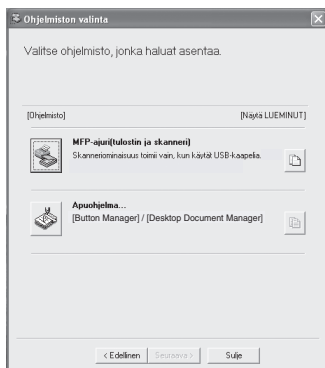 Ohjelmiston valinta
Valitse ohjelmisto, jonka haluat asentaa.
[Ohjelmisto] [Näytä LUEMINUT]
MFP-ajuri(tulostin ja skanneri)
Skanneriominaisuus toimii vain, kun käytät USB-kaapelia.
Apuohjelma...
[Button Manager] / [Desktop Document Manager]
< Edellinen Seuraava > Sulje